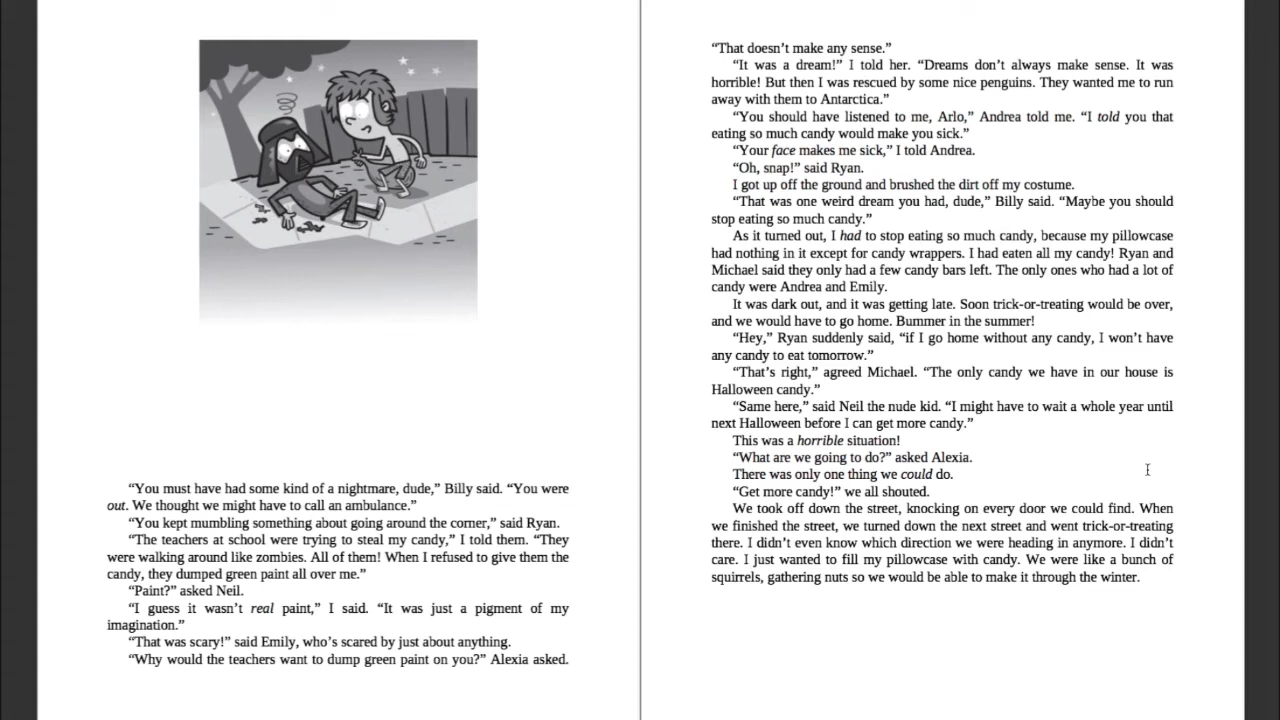 “You must have had some kind of a nightmare, dude,” Billy said. “You were
out. We thought we might have to call an ambulance.”
“You kept mumbling something about going around the corner,” said Ryan.
“The teachers at school were trying to steal my candy,” I told them. “They
were walking around like zombies. All of them! When I refused to give them the
candy, they dumped green paint all over me.”
“Paint?” asked Neil.
“I guess it wasn’t real paint,” I said. “It was just a pigment of my
imagination.”
“That was scary!” said Emily, who’s scared by just about anything.
“Why would the teachers want to dump green paint on you?” Alexia asked.
“That doesn’t make any sense.”
“It was a dream!” I told her. “Dreams don’t always make sense. It was
horrible! But then I was rescued by some nice penguins. They wanted me to run
away with them to Antarctica.”
“You should have listened to me, Arlo,” Andrea told me. “I told you that
eating so much candy would make you sick.”
“Your face makes me sick,” I told Andrea.
“Oh, snap!” said Ryan.
I got up off the ground and brushed the dirt off my costume.
“That was one weird dream you had, dude,” Billy said. “Maybe you should
stop eating so much candy.”
As it turned out, I had to stop eating so much candy, because my pillowcase
had nothing in it except for candy wrappers. I had eaten all my candy! Ryan and
Michael said they only had a few candy bars left. The only ones who had a lot of
candy were Andrea and Emily.
It was dark out, and it was getting late. Soon trick-or-treating would be over,
and we would have to go home. Bummer in the summer!
“Hey,” Ryan suddenly said, “if I go home without any candy, I won’t have
any candy to eat tomorrow.”
“That’s right,” agreed Michael. “The only candy we have in our house is
Halloween candy.”
“Same here,” said Neil the nude kid. “I might have to wait a whole year until
next Halloween before I can get more candy.”
This was a horrible situation!
“What are we going to do?” asked Alexia.
There was only one thing we could do.
“Get more candy!” we all shouted.
We took off down the street, knocking on every door we could find. When
we finished the street, we turned down the next street and went trick-or-treating
there. I didn’t even know which direction we were heading in anymore. I didn’t
care. I just wanted to fill my pillowcase with candy. We were like a bunch of
squirrels, gathering nuts so we would be able to make it through the winter.